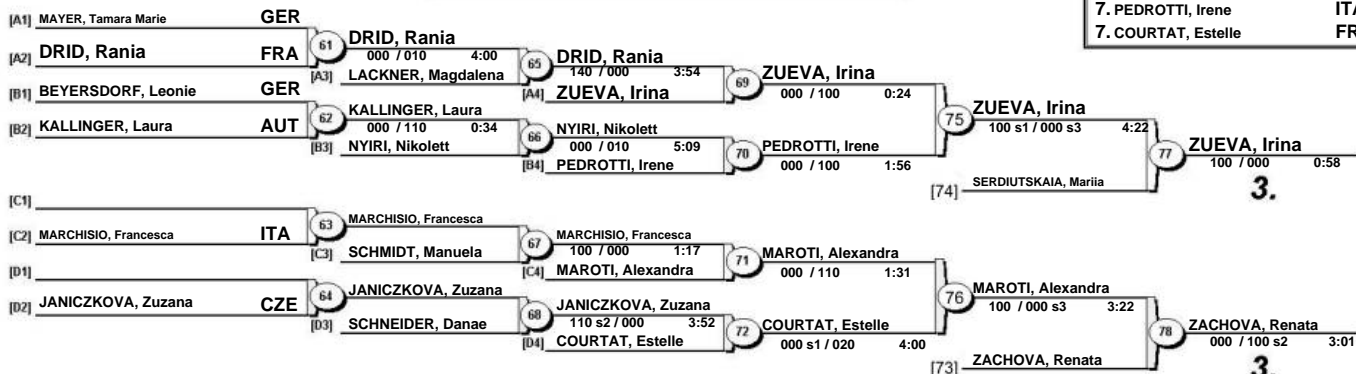 7. PEDROTTI, Irene ITA
7. COURTAT, Estelle FR
[A1] MAYER, Tamara Marie GER
[A2] DRID, Rania FRA
61 DRID, Rania
000 / 010 4:00
[A3] LACKNER, Magdalena
65 DRID, Rania
140 / 000 3:54
[A4] ZUEVA, Irina
69 ZUEVA, Irina
000 / 100 0:24
[B1] BEYERSDORF, Leonie GER
[B2] KALLINGER, Laura AUT
62 KALLINGER, Laura
000 / 110 0:34
[B3] NYIRI, Nikolett
66 NYIRI, Nikolett
000 / 010 5:09
[B4] PEDROTTI, Irene
70 PEDROTTI, Irene
000 / 100 1:56
75 ZUEVA, Irina
100 s1 / 000 s3 4:22
[74] SERDIUTSKAIA, Mariia
77 ZUEVA, Irina
100 / 000 0:58
3.
[C1]
[C2] MARCHISIO, Francesca ITA
63 MARCHISIO, Francesca
[C3] SCHMIDT, Manuela
67 MARCHISIO, Francesca
100 / 000 1:17
[C4] MAROTI, Alexandra
71 MAROTI, Alexandra
000 / 110 1:31
[D1]
[D2] JANICZKOVA, Zuzana CZE
64 JANICZKOVA, Zuzana
[D3] SCHNEIDER, Danae
68 JANICZKOVA, Zuzana
110 s2 / 000 3:52
[D4] COURTAT, Estelle
72 COURTAT, Estelle
000 s1 / 020 4:00
76 MAROTI, Alexandra
100 / 000 s3 3:22
[73] ZACHOVA, Renata
78 ZACHOVA, Renata
000 / 100 s2 3:01
3.